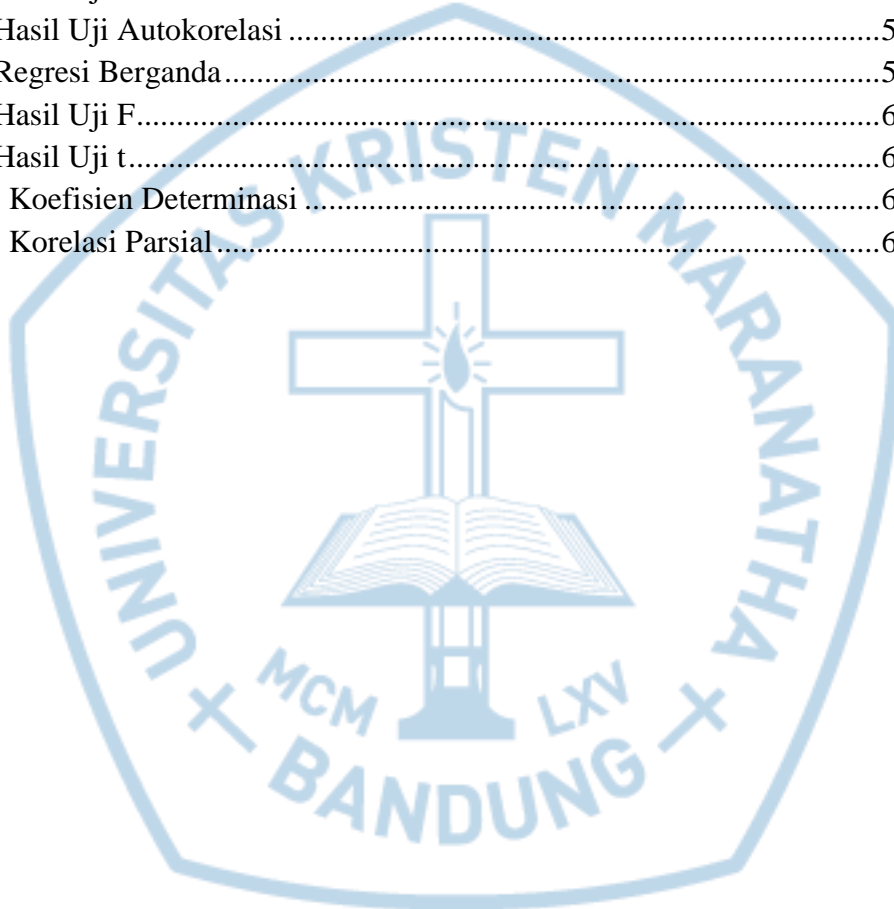 Hasil Uji Autokorelasi ............................................................................ 5
Regresi Berganda ..................................................................................... 5
Hasil Uji F ................................................................................................ 6
Hasil Uji t ................................................................................................. 6
Koefisien Determinasi ......................................................................... 6
Korelasi Parsial ..................................................................................... 6
UNIVERSITAS KRISTEN MARANATHA
MCM LXV
BANDUNG